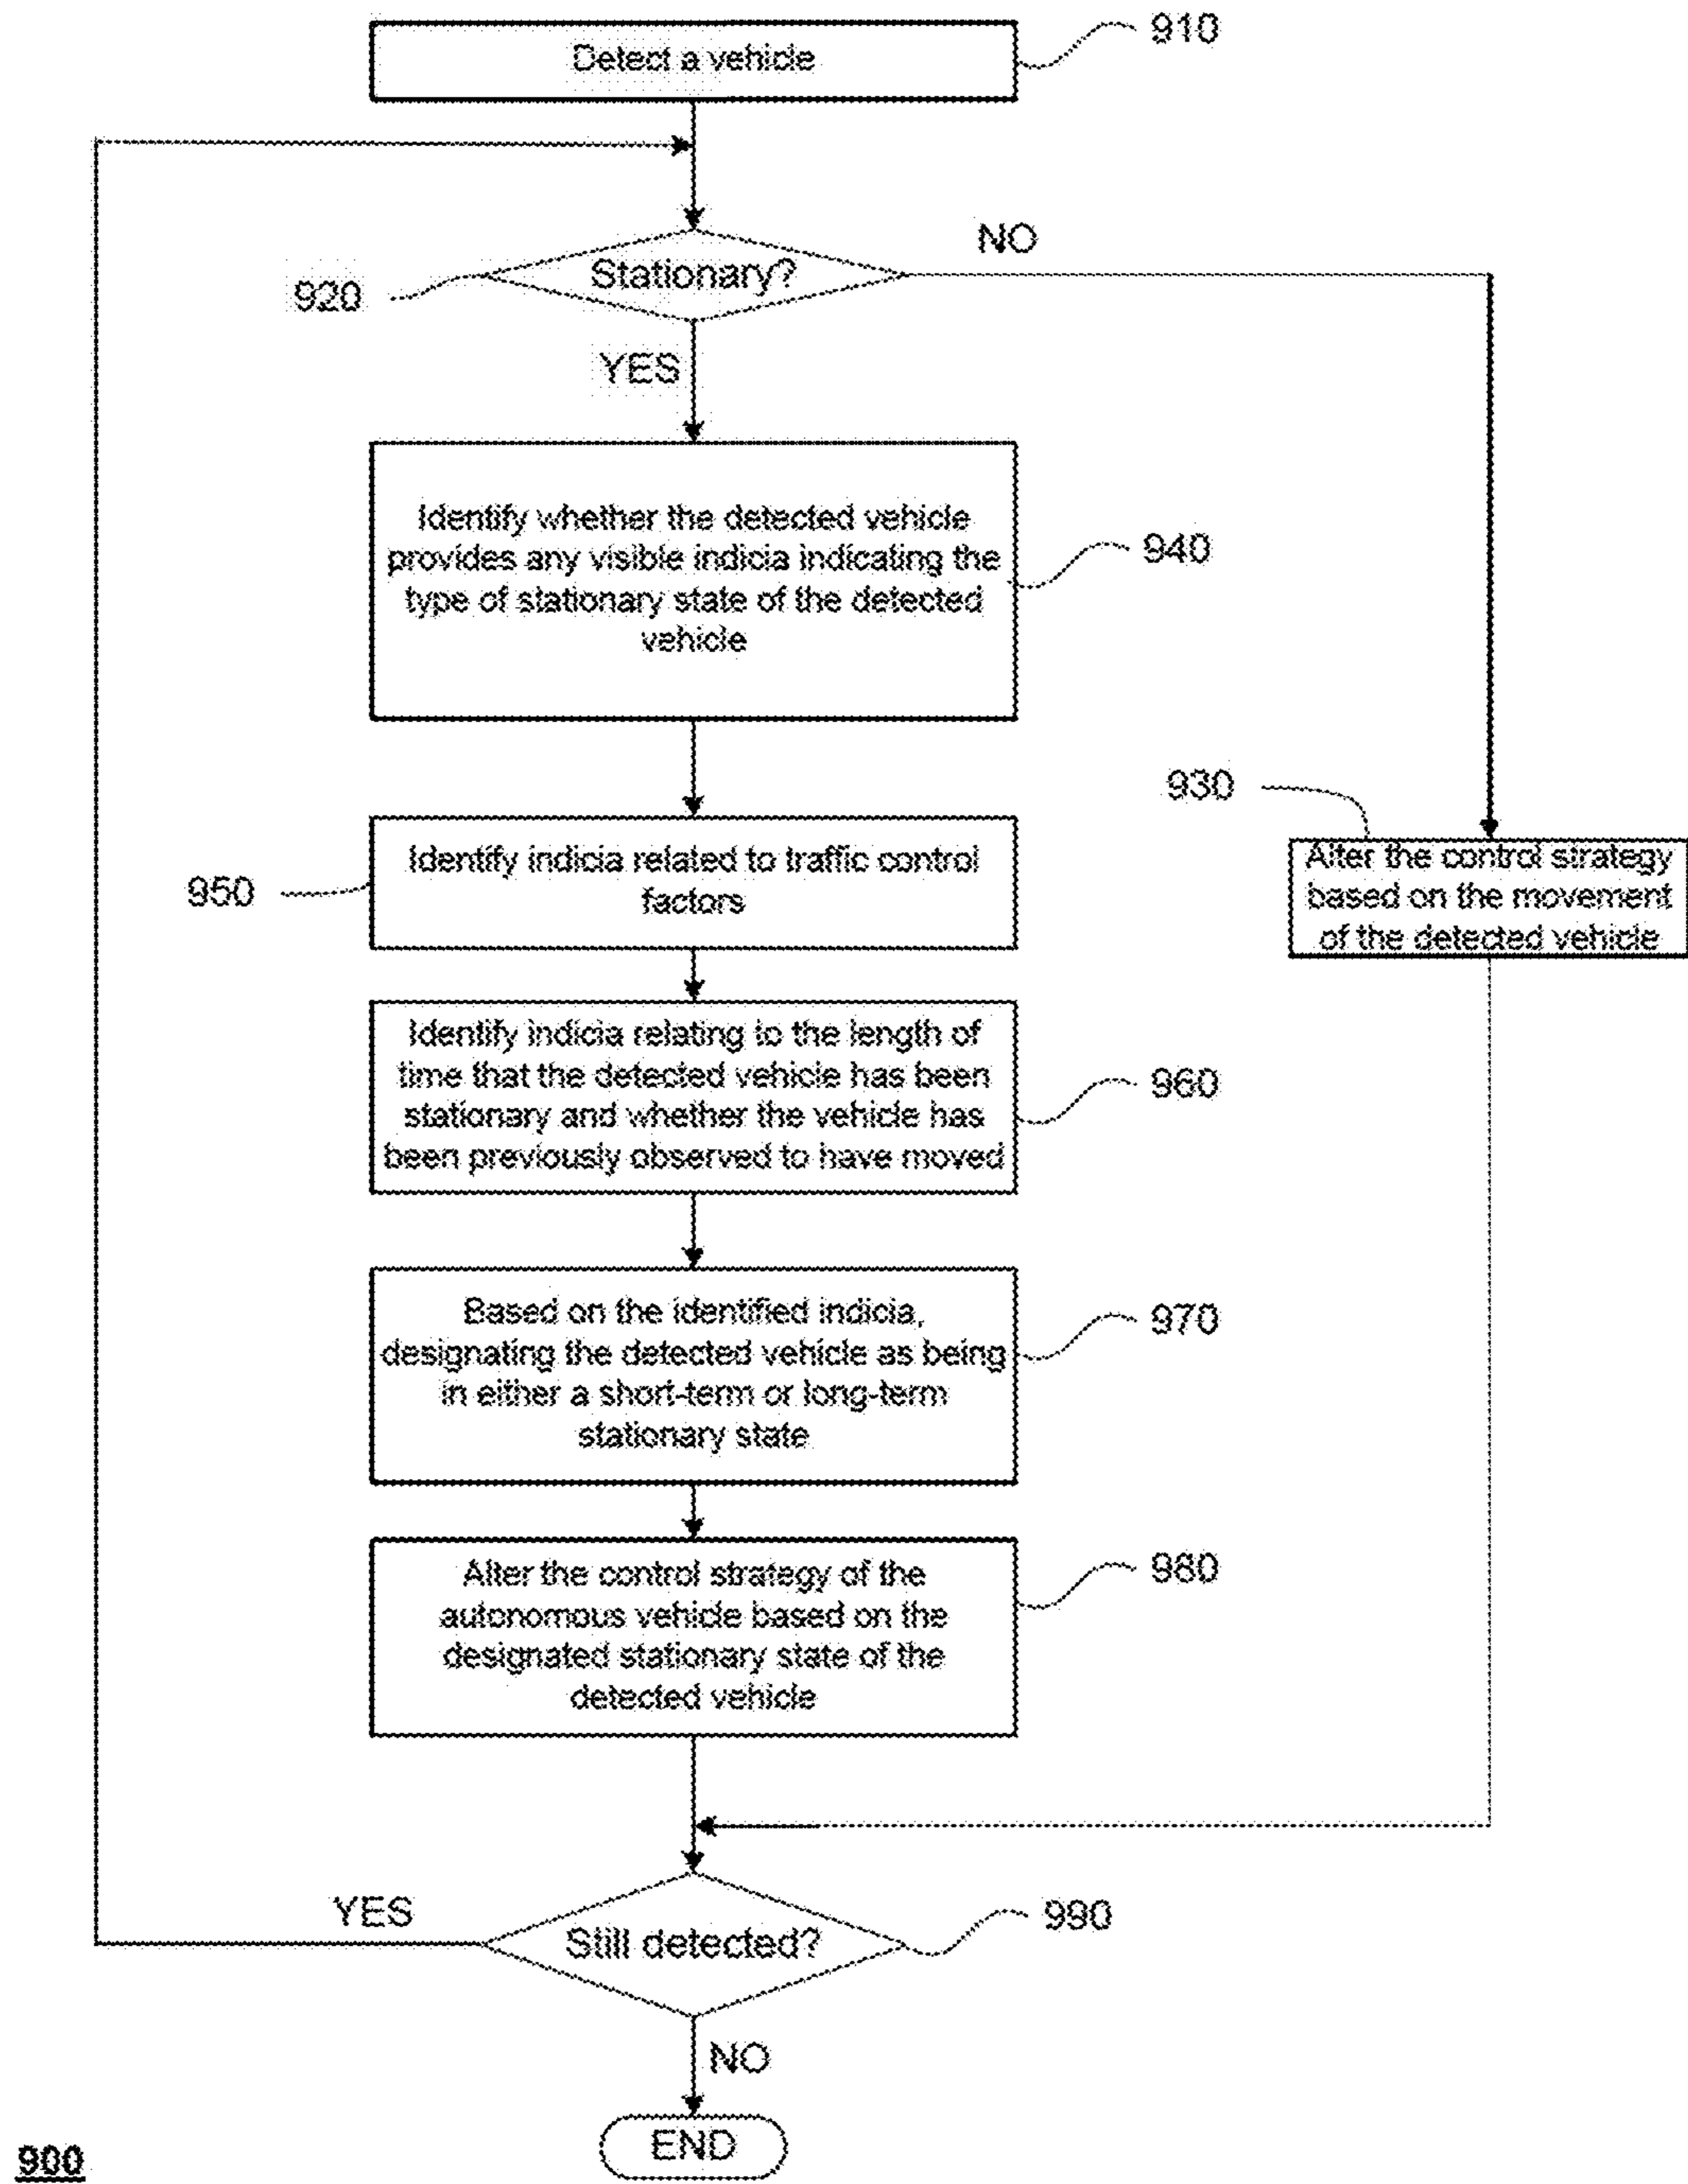 Detect a vehicle
910
Stationary?
NO
920
YES
Identify whether the detected vehicle
provides any visible indicia indicating the
type of stationary state of the detected
vehicle
940
930
Alter the control strategy
based on the movement
of the detected vehicle
Identify indicia related to traffic control
factors
950
Identify indicia relating to the length of
time that the detected vehicle has been
stationary and whether the vehicle has
been previously observed to have moved
960
Based on the identified indicia,
designating the detected vehicle as being
in either a short-term or long-term
stationary state
970
Alter the control strategy of the
autonomous vehicle based on the
designated stationary state of the
detected vehicle
980
YES
Still detected?
990
NO
END
900